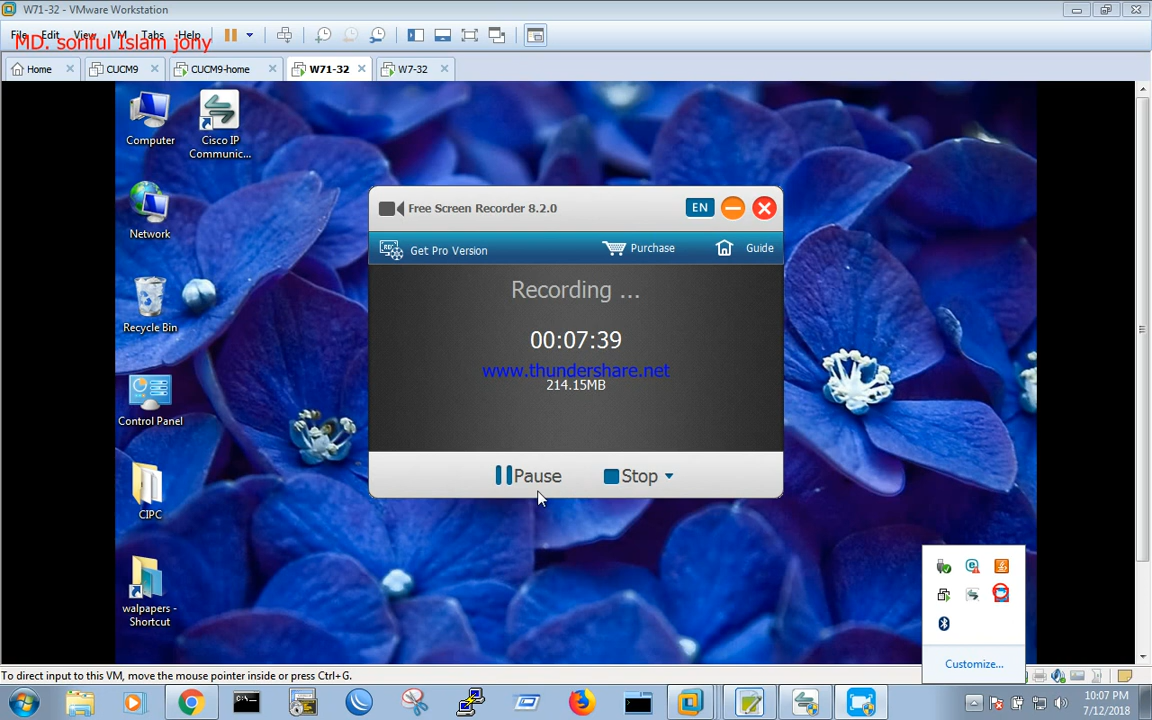 W71-32 - VMware Workstation
File Edit View VM Tabs Help
MD. soriful Islam jony
Home CUCM9 CUCM9-home W71-32 W7-32
Computer
Cisco IP
Communic...
Network
Recycle Bin
Control Panel
CIPC
walpapers -
Shortcut
Free Screen Recorder 8.2.0
EN
Get Pro Version
Purchase
Guide
Recording ...
00:07:39
www.thundershare.net
214.15MB
Pause
Stop
Customize...
To direct input to this VM, move the mouse pointer inside or press Ctrl+G.
10:07 PM
7/12/2018